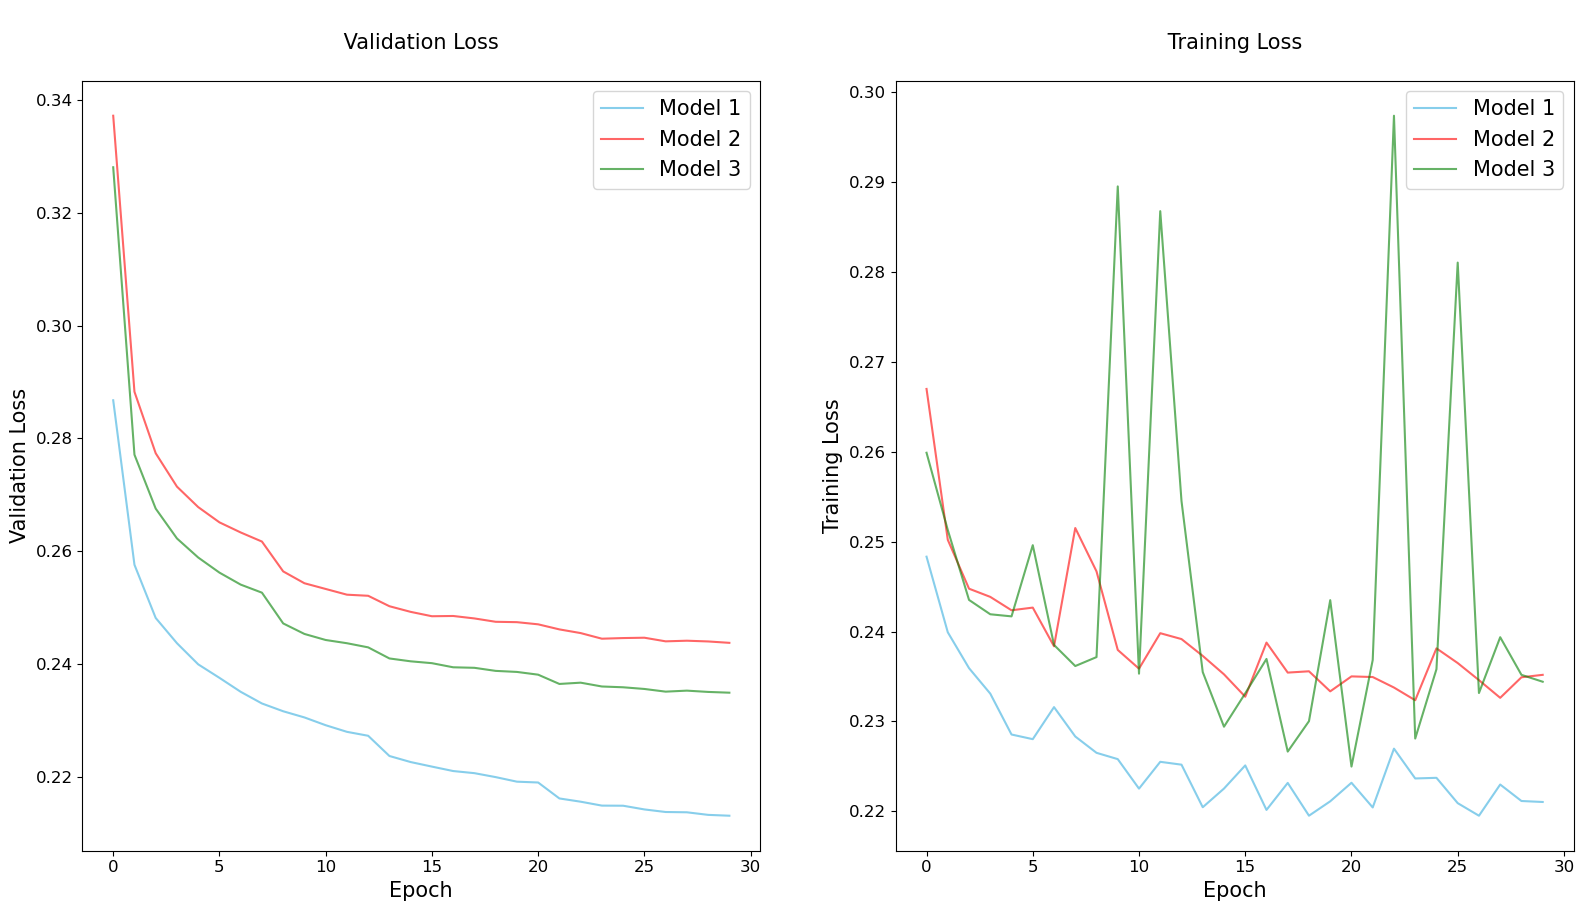 Validation Loss
0.34
0.32
0.30
0.28
0.26
0.24
0.22
Validation Loss
0 5 10 15 20 25 30
Epoch
Model 1
Model 2
Model 3
Training Loss
0.30
0.29
0.28
0.27
0.26
0.25
0.24
0.23
0.22
Training Loss
0 5 10 15 20 25 30
Epoch
Model 1
Model 2
Model 3